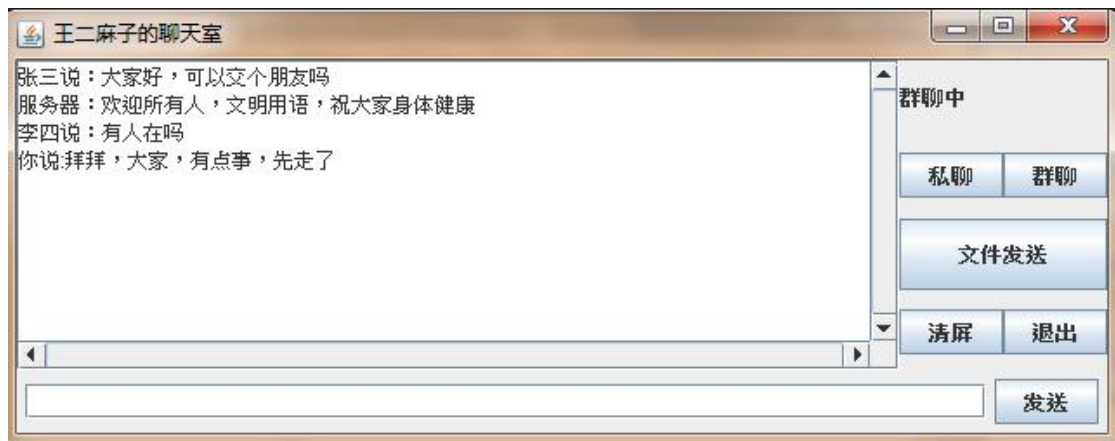 王二麻子的聊天室
张三说：大家好，可以交个朋友吗
服务器：欢迎所有人，文明用语，祝大家身体健康
李四说：有人在吗
你说:拜拜，大家，有点事，先走了
群聊中
私聊 群聊
文件发送
清屏 退出
发送